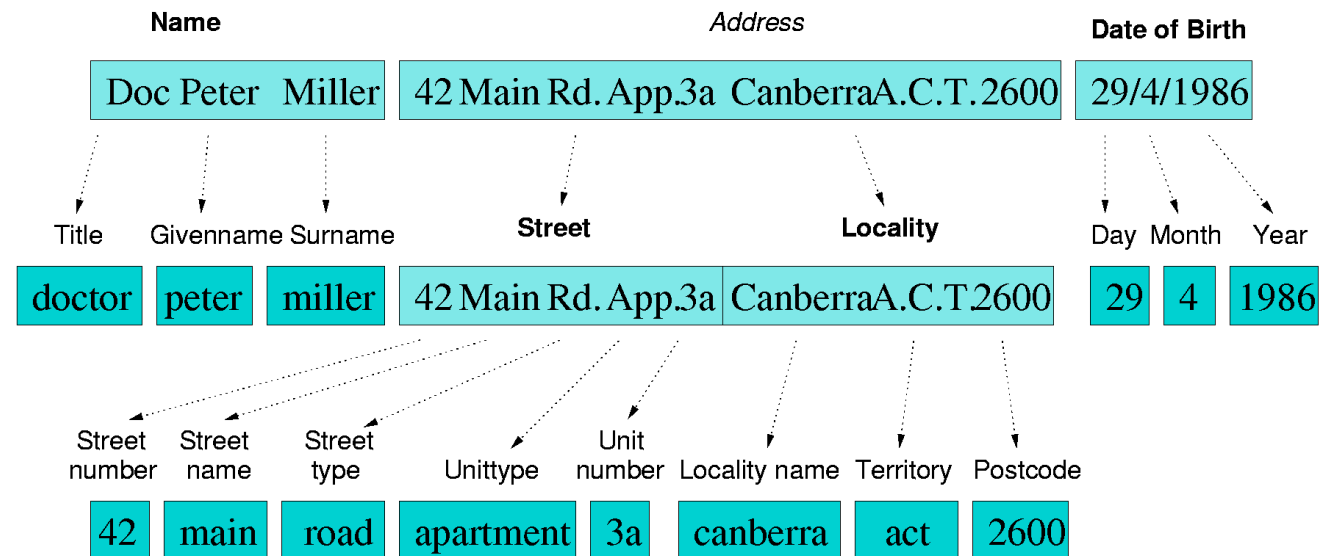 Name Address Date of Birth
Doc Peter Miller 42 Main Rd. App.3a Canberra A.C.T. 2600 29/4/1986
Title Givenname Surname Street Locality Day Month Year
doctor peter miller 42 Main Rd. App.3a Canberra A.C.T 2600 29 4 1986
Street number Street name Street type Unittype Unit number Locality name Territory Postcode
42 main road apartment 3a canberra act 2600